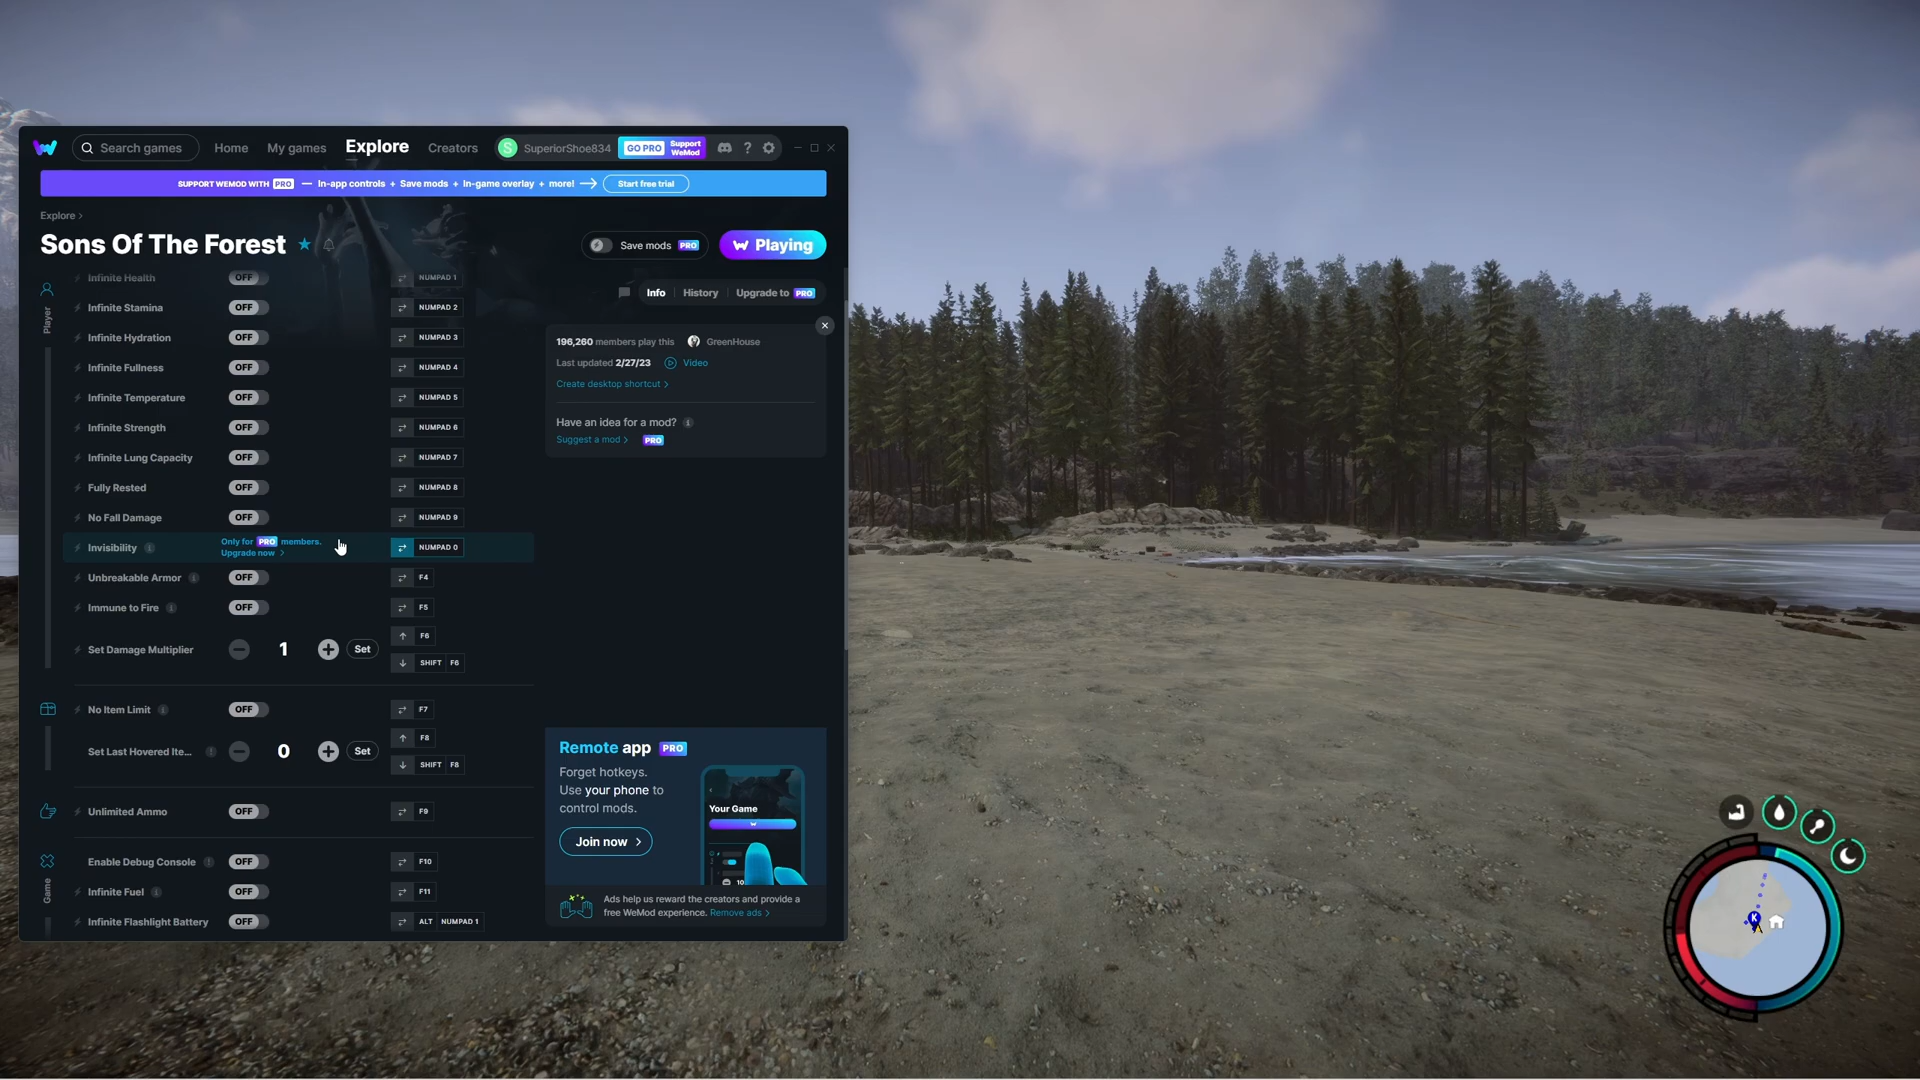 Search games
Home
My games
Explore
Creators
S
SuperiorShoe834
GO PRO
Support
WeMod
?
SUPPORT WEMOD WITH PRO — In-app controls + Save mods + In-game overlay + more!
Start free trial
Explore >
Sons Of The Forest
Save mods PRO
Playing
Info
History
Upgrade to PRO
Player
Infinite Health OFF NUMPAD 1
Infinite Stamina OFF NUMPAD 2
Infinite Hydration OFF NUMPAD 3
Infinite Fullness OFF NUMPAD 4
Infinite Temperature OFF NUMPAD 5
Infinite Strength OFF NUMPAD 6
Infinite Lung Capacity OFF NUMPAD 7
Fully Rested OFF NUMPAD 8
No Fall Damage OFF NUMPAD 9
Invisibility Only for PRO members. NUMPAD 0
Upgrade now >
Unbreakable Armor OFF F4
Immune to Fire OFF F5
Set Damage Multiplier 1 Set F6
SHIFT F6
No Item Limit OFF F7
Set Last Hovered Ite... 0 Set F8
SHIFT F8
Unlimited Ammo OFF F9
Game
Enable Debug Console OFF F10
Infinite Fuel OFF F11
Infinite Flashlight Battery OFF ALT NUMPAD 1
196,260 members play this GreenHouse
Last updated 2/27/23 Video
Create desktop shortcut >
Have an idea for a mod?
Suggest a mod > PRO
Remote app PRO
Forget hotkeys.
Use your phone to
control mods.
Join now >
Your Game
10
Ads help us reward the creators and provide a
free WeMod experience. Remove ads >
K